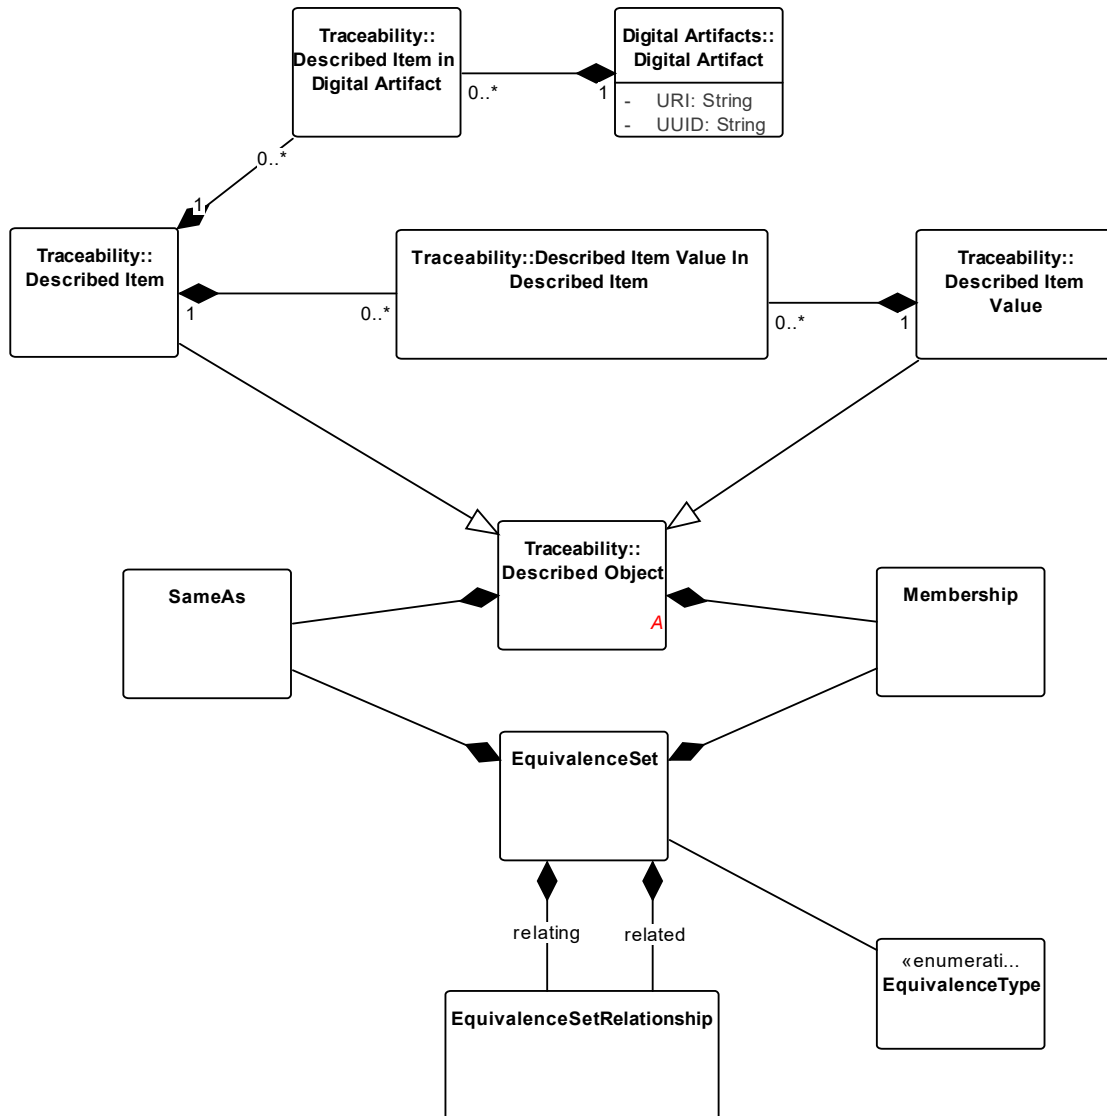 Traceability::
Described Item in
Digital Artifact
Digital Artifacts::
Digital Artifact
- URI: String
- UUID: String
0..*
1
0..*
1
Traceability::
Described Item
Traceability::Described Item Value In
Described Item
Traceability::
Described Item
Value
1
0..*
0..*
1
Traceability::
Described Object
A
SameAs
Membership
EquivalenceSet
relating
related
«enumerati...
EquivalenceType
EquivalenceSetRelationship